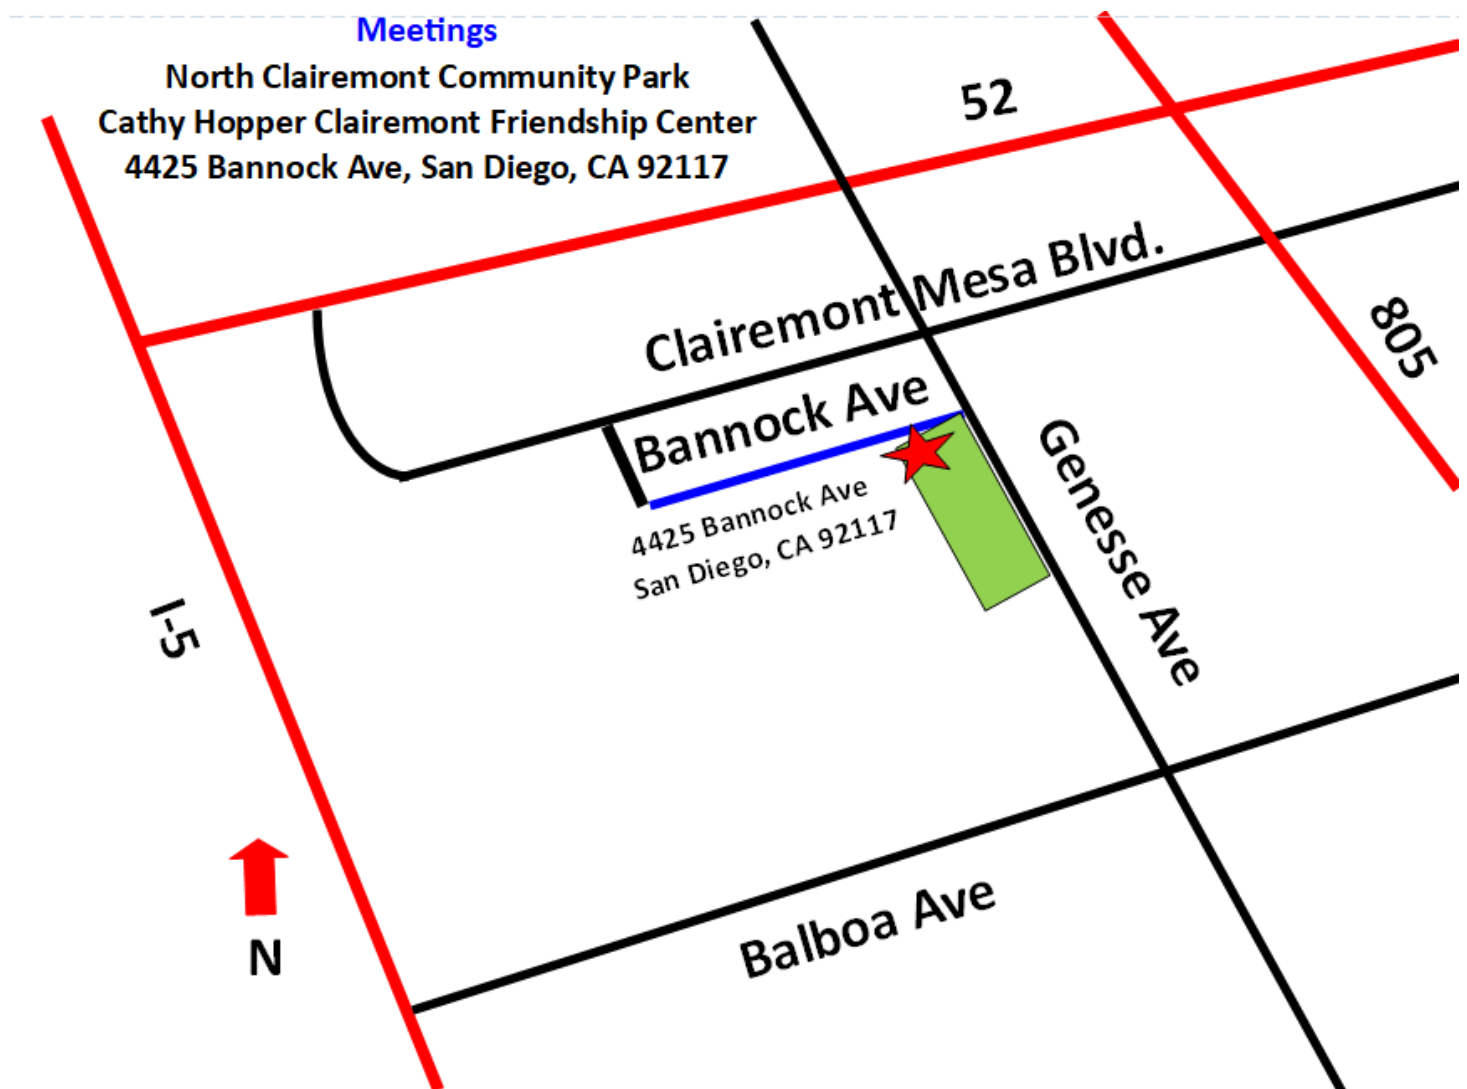 Meetings
North Clairemont Community Park
Cathy Hopper Clairemont Friendship Center
4425 Bannock Ave, San Diego, CA 92117
52
Clairemont Mesa Blvd.
805
Bannock Ave
4425 Bannock Ave
San Diego, CA 92117
Genesse Ave
I-5
Balboa Ave
N